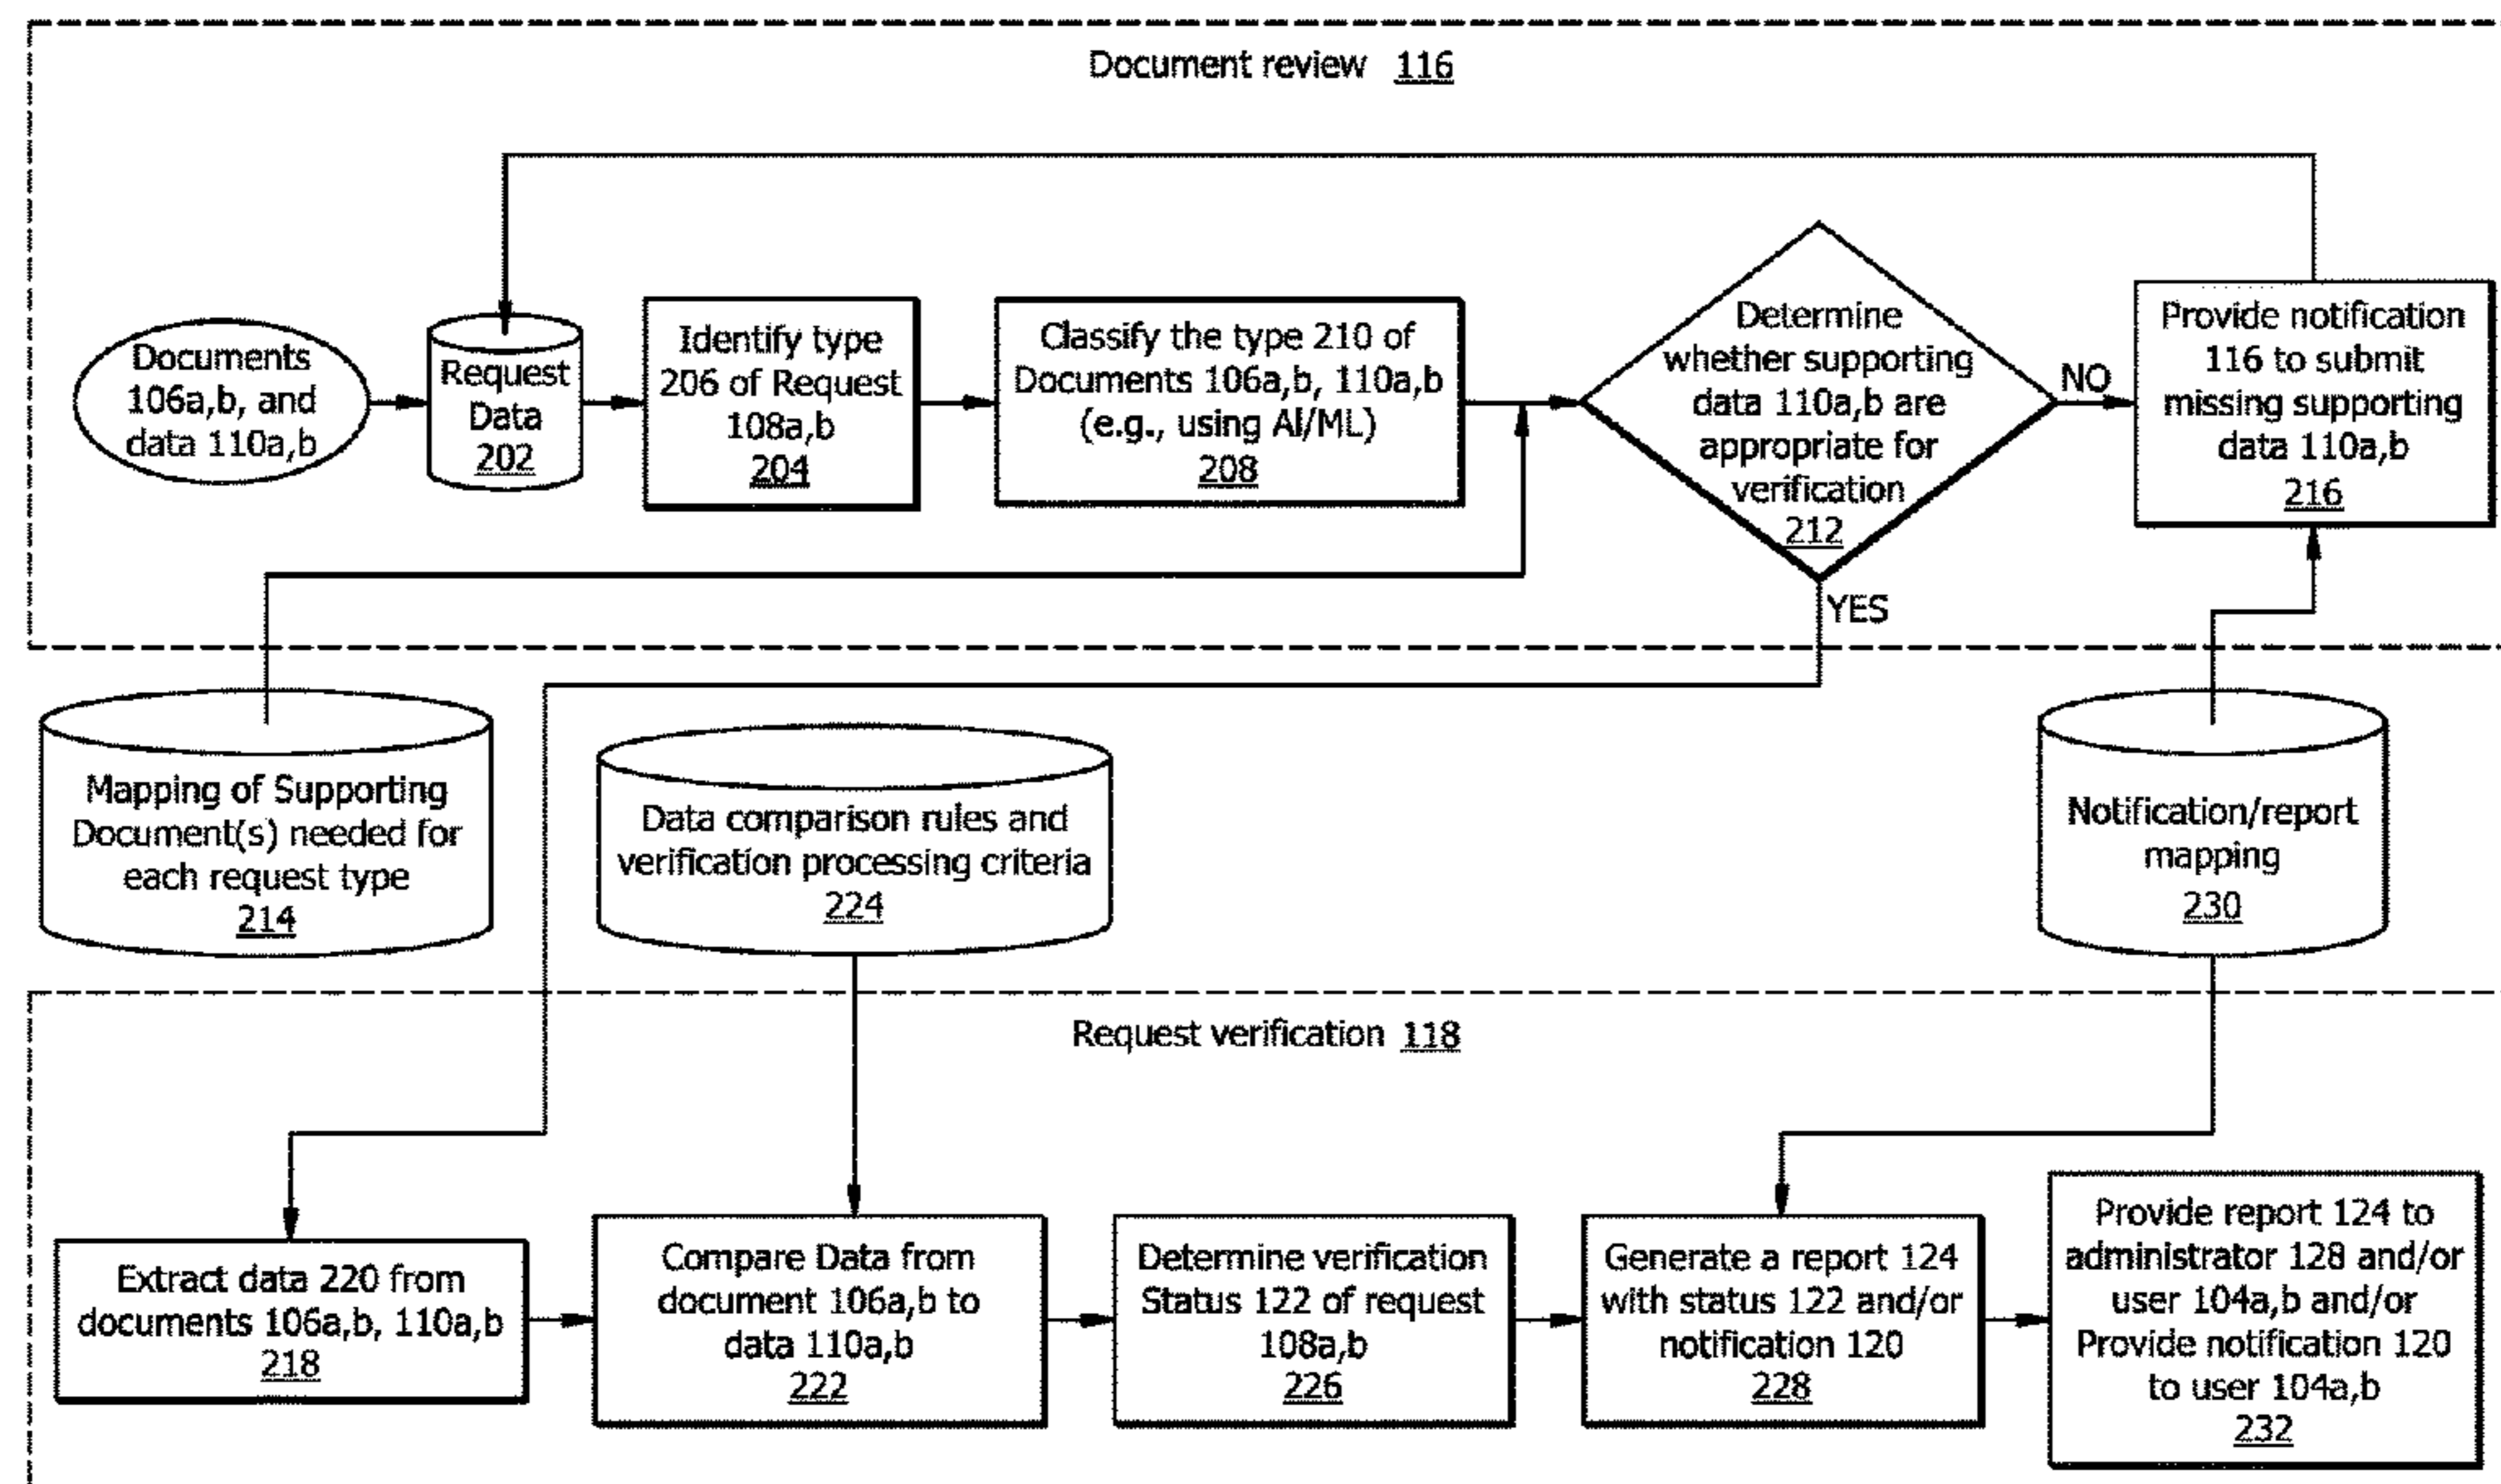 Document review 116
Documents
106a,b, and
data 110a,b
Request
Data
202
Identify type
206 of Request
108a,b
204
Classify the type 210 of
Documents 106a,b, 110a,b
(e.g., using AI/ML)
208
Determine
whether supporting
data 110a,b are
appropriate for
verification
212
NO
YES
Provide notification
116 to submit
missing supporting
data 110a,b
216
Mapping of Supporting
Document(s) needed for
each request type
214
Data comparison rules and
verification processing criteria
224
Notification/report
mapping
230
Request verification 118
Extract data 220 from
documents 106a,b, 110a,b
218
Compare Data from
document 106a,b to
data 110a,b
222
Determine verification
Status 122 of request
108a,b
226
Generate a report 124
with status 122 and/or
notification 120
228
Provide report 124 to
administrator 128 and/or
user 104a,b and/or
Provide notification 120
to user 104a,b
232